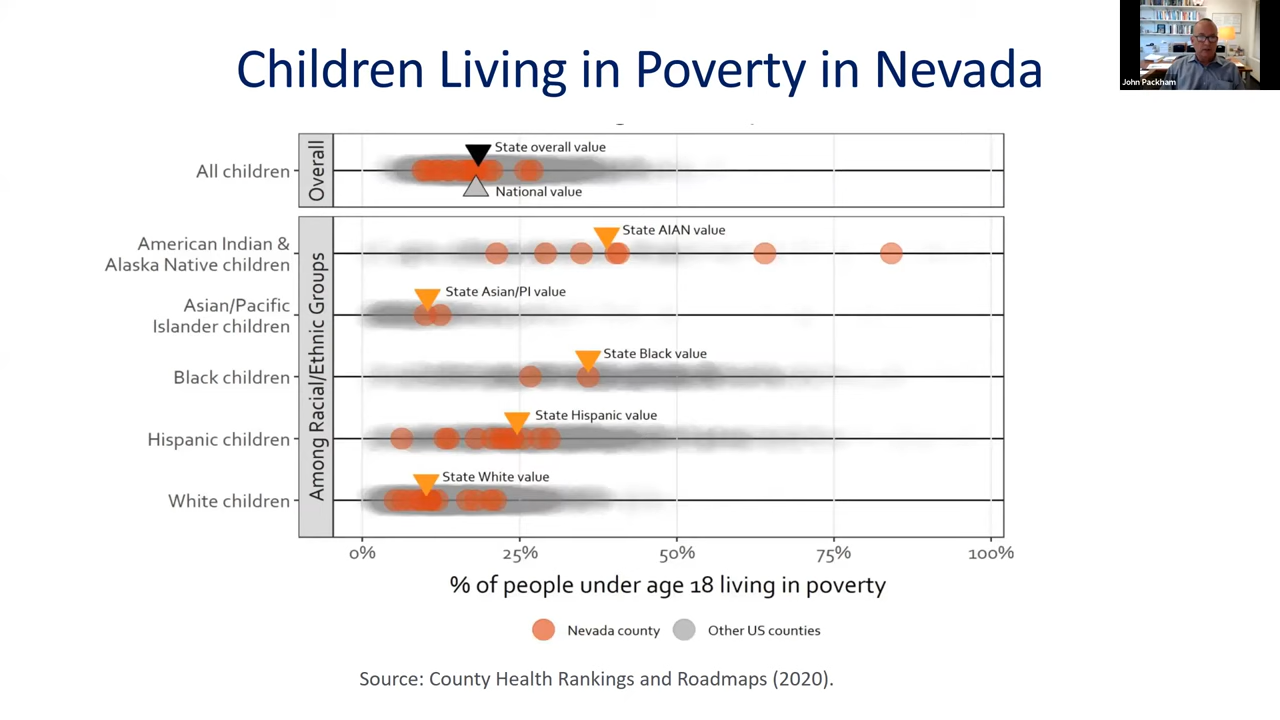 Children Living in Poverty in Nevada
John Packham
Overall
All children
State overall value
National value
Among Racial/Ethnic Groups
American Indian &
Alaska Native children
State AIAN value
Asian/Pacific
Islander children
State Asian/PI value
Black children
State Black value
Hispanic children
State Hispanic value
White children
State White value
0% 25% 50% 75% 100%
% of people under age 18 living in poverty
Nevada county Other US counties
Source: County Health Rankings and Roadmaps (2020).